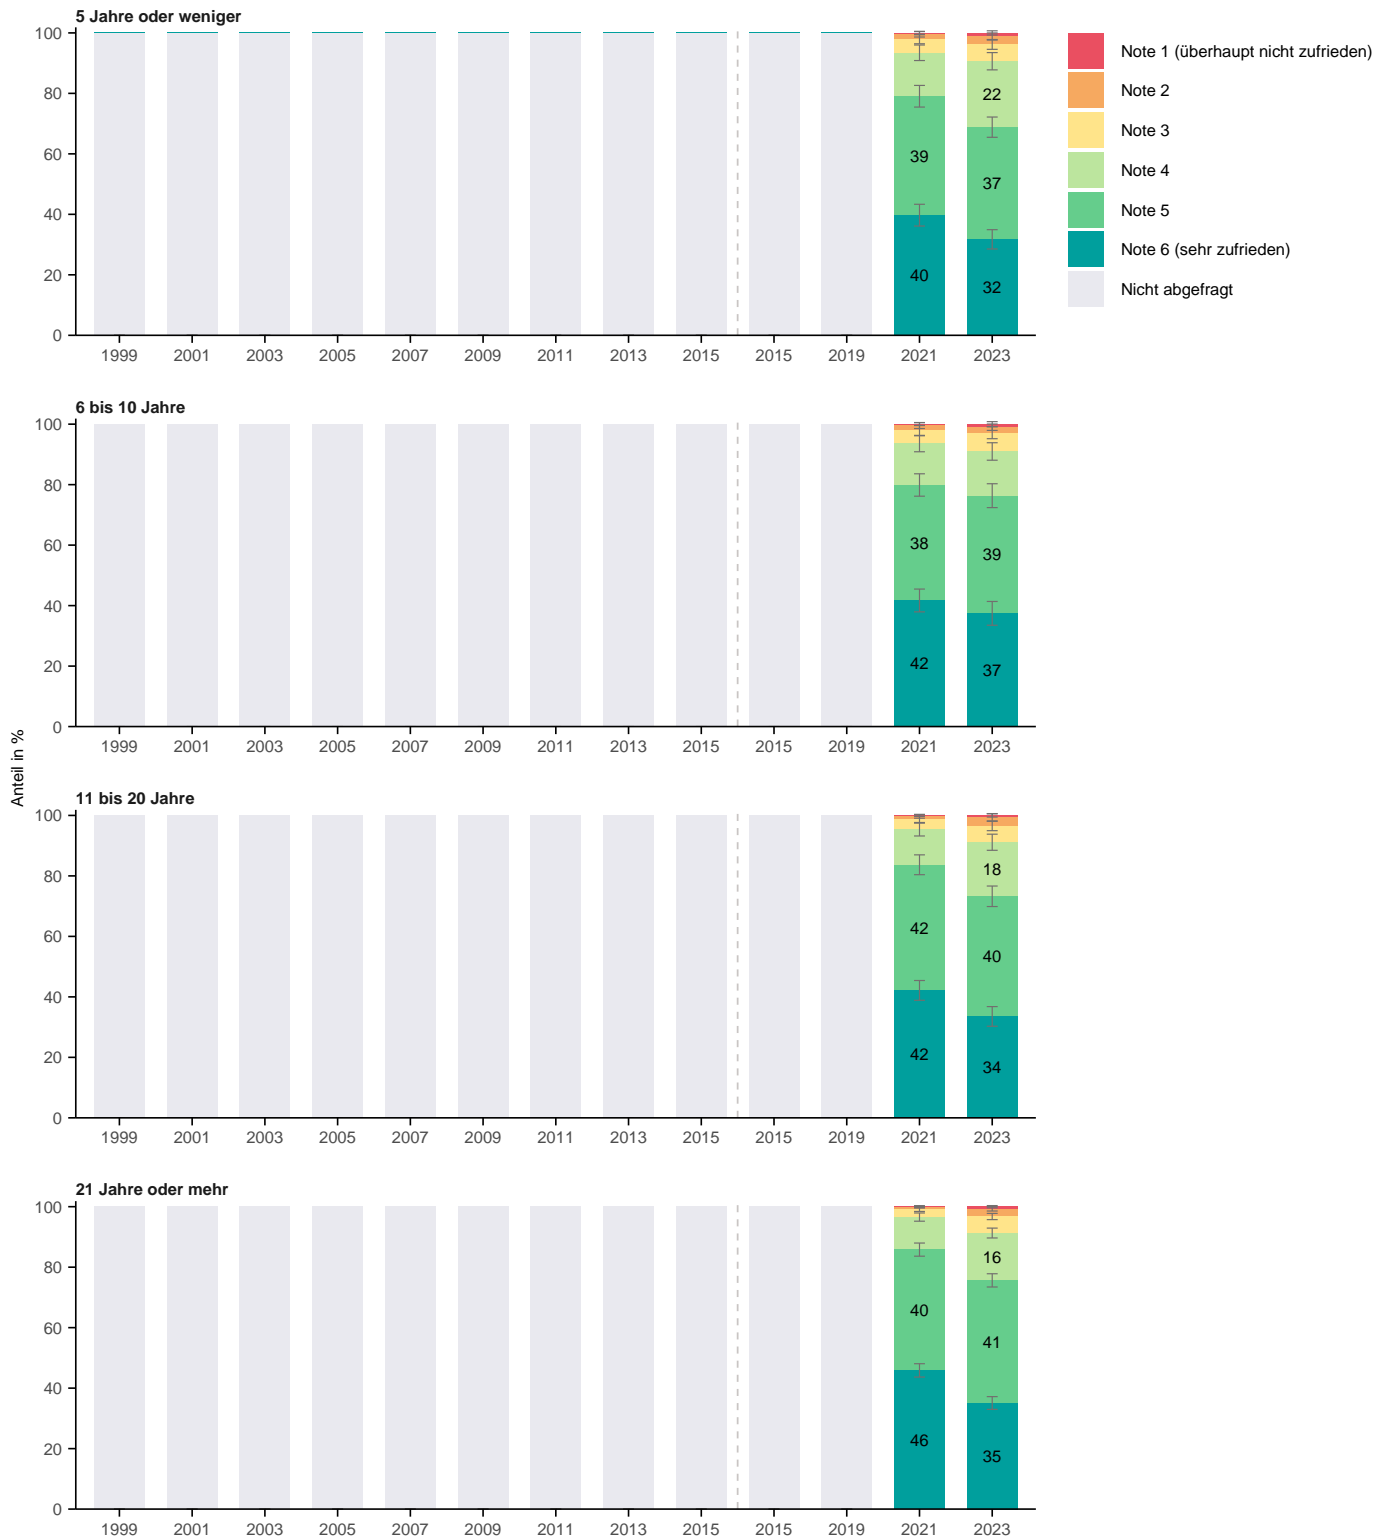 5 Jahre oder weniger
100
80
60
40
20
0
22
39
37
40
32
1999 2001 2003 2005 2007 2009 2011 2013 2015 2015 2019 2021 2023
Note 1 (überhaupt nicht zufrieden)
Note 2
Note 3
Note 4
Note 5
Note 6 (sehr zufrieden)
Nicht abgefragt
6 bis 10 Jahre
100
80
60
40
20
0
38
39
42
37
1999 2001 2003 2005 2007 2009 2011 2013 2015 2015 2019 2021 2023
Anteil in %
11 bis 20 Jahre
100
80
60
40
20
0
18
42
40
42
34
1999 2001 2003 2005 2007 2009 2011 2013 2015 2015 2019 2021 2023
21 Jahre oder mehr
100
80
60
40
20
0
16
40
41
46
35
1999 2001 2003 2005 2007 2009 2011 2013 2015 2015 2019 2021 2023